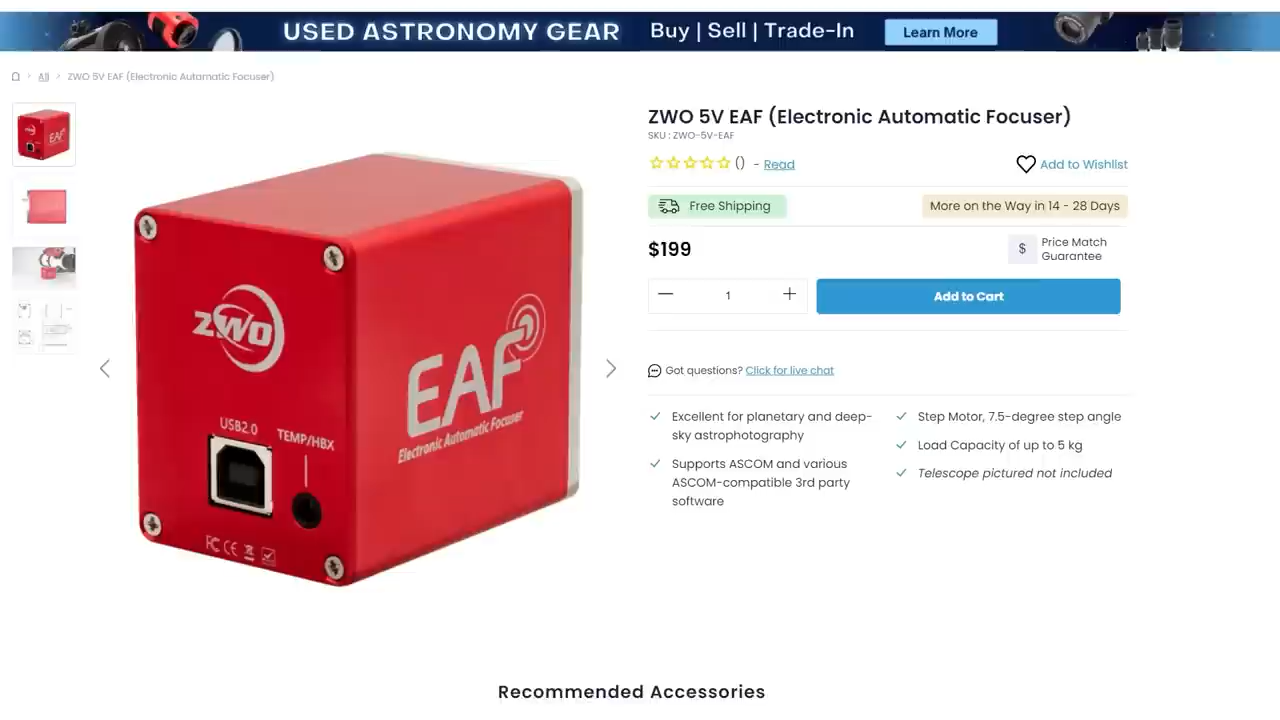 USED ASTRONOMY GEAR Buy | Sell | Trade-In Learn More
All > ZWO 5V EAF (Electronic Automatic Focuser)
ZWO 5V EAF (Electronic Automatic Focuser)
SKU : ZWO-5V-EAF
() - Read
Add to Wishlist
Free Shipping
More on the Way in 14 - 28 Days
$199
$ Price Match
Guarantee
1
Add to Cart
Got questions? Click for live chat
Excellent for planetary and deep-
sky astrophotography
Supports ASCOM and various
ASCOM-compatible 3rd party
software
Step Motor, 7.5-degree step angle
Load Capacity of up to 5 kg
Telescope pictured not included
ZWO
EAF
Electronic Automatic Focuser
USB2.0
TEMP/HBX
FC CE
Recommended Accessories